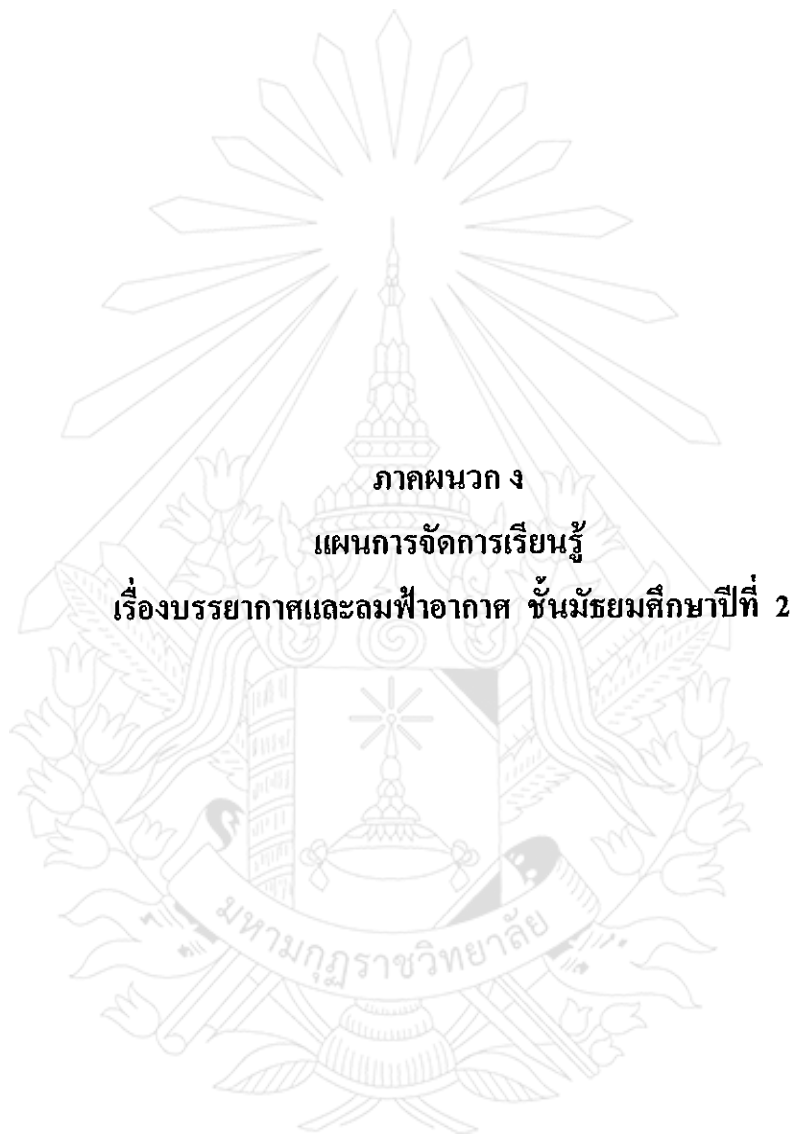 ภาคผนวก ง
แผนการจัดการเรียนรู้
เรื่องบรรยากาศและลมฟ้าอากาศ ชั้นมัธยมศึกษาปีที่ 2
มหามกุฏราชวิทยาลัย